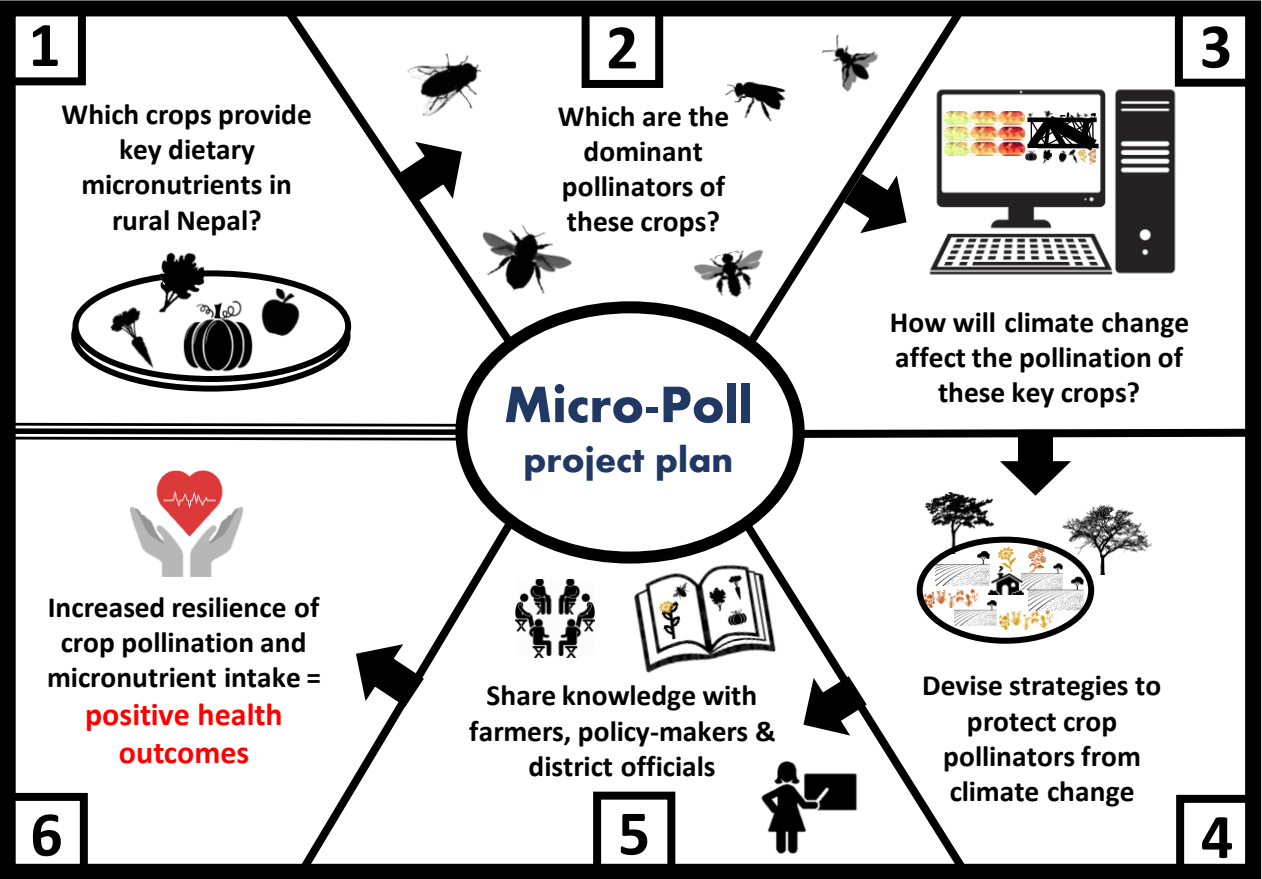 1
Which crops provide
key dietary
micronutrients in
rural Nepal?
2
Which are the
dominant
pollinators of
these crops?
3
How will climate change
affect the pollination of
these key crops?
Micro-Poll
project plan
Devise strategies to
protect crop
pollinators from
climate change
4
Share knowledge with
farmers, policy-makers &
district officials
5
Increased resilience of
crop pollination and
micronutrient intake =
positive health
outcomes
6